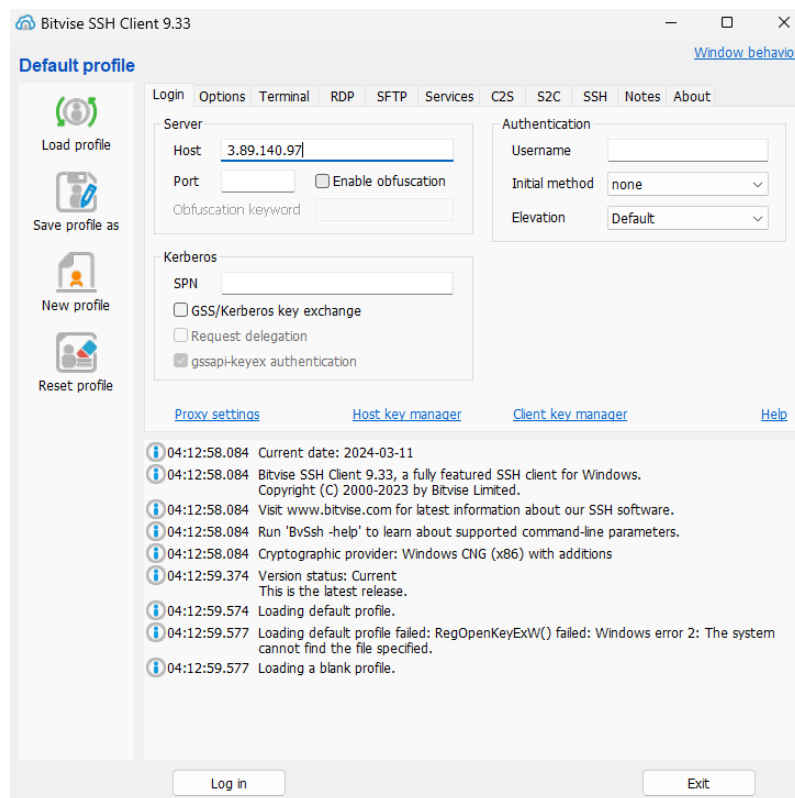 Bitvise SSH Client 9.33
Window behavio
Default profile
Load profile
Save profile as
New profile
Reset profile
Login Options Terminal RDP SFTP Services C2S S2C SSH Notes About
Server
Host 3.89.140.97
Port Enable obfuscation
Obfuscation keyword
Authentication
Username
Initial method none
Elevation Default
Kerberos
SPN
GSS/Kerberos key exchange
Request delegation
gssapi-keyex authentication
Proxy settings Host key manager Client key manager Help
04:12:58.084 Current date: 2024-03-11
04:12:58.084 Bitvise SSH Client 9.33, a fully featured SSH client for Windows.
Copyright (C) 2000-2023 by Bitvise Limited.
04:12:58.084 Visit www.bitvise.com for latest information about our SSH software.
04:12:58.084 Run 'BvSsh -help' to learn about supported command-line parameters.
04:12:58.084 Cryptographic provider: Windows CNG (x86) with additions
04:12:59.374 Version status: Current
This is the latest release.
04:12:59.574 Loading default profile.
04:12:59.577 Loading default profile failed: RegOpenKeyExW() failed: Windows error 2: The system
cannot find the file specified.
04:12:59.577 Loading a blank profile.
Log in Exit